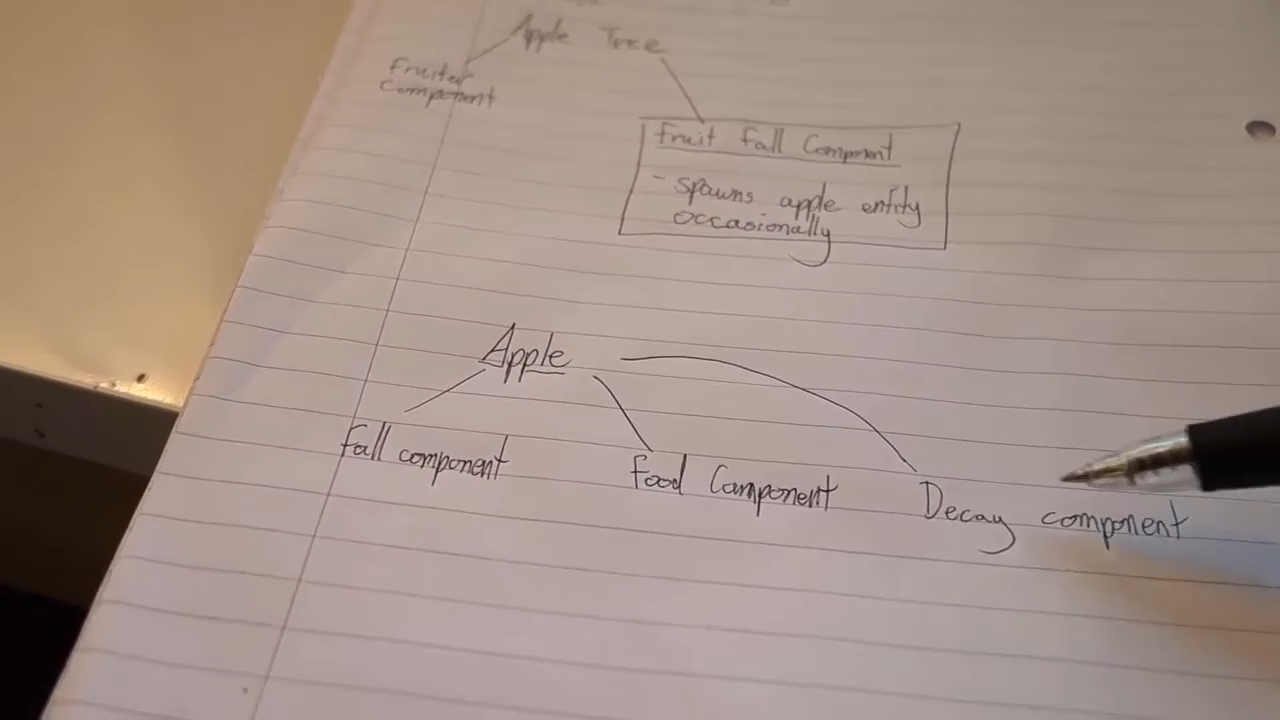 Apple Tree
Fruiter
Component
Fruit Fall Component
- spawns apple entity
occasionally
Apple
Fall component
Food Component
Decay component